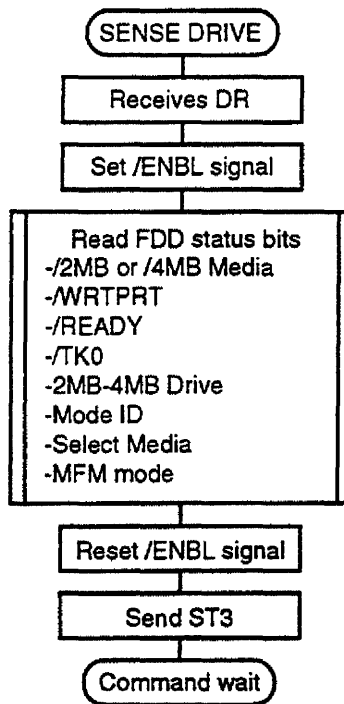 SENSE DRIVE
Receives DR
Set /ENBL signal
Read FDD status bits
-/2MB or /4MB Media
-/WRTPRT
-/READY
-/TK0
-2MB-4MB Drive
-Mode ID
-Select Media
-MFM mode
Reset /ENBL signal
Send ST3
Command wait